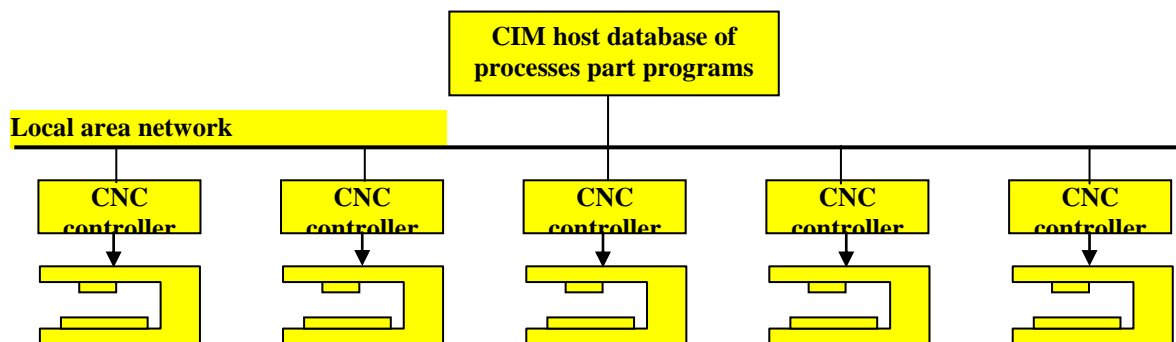 CIM host database of
processes part programs
Local area network
CNC
controller
CNC
controller
CNC
controller
CNC
controller
CNC
controller